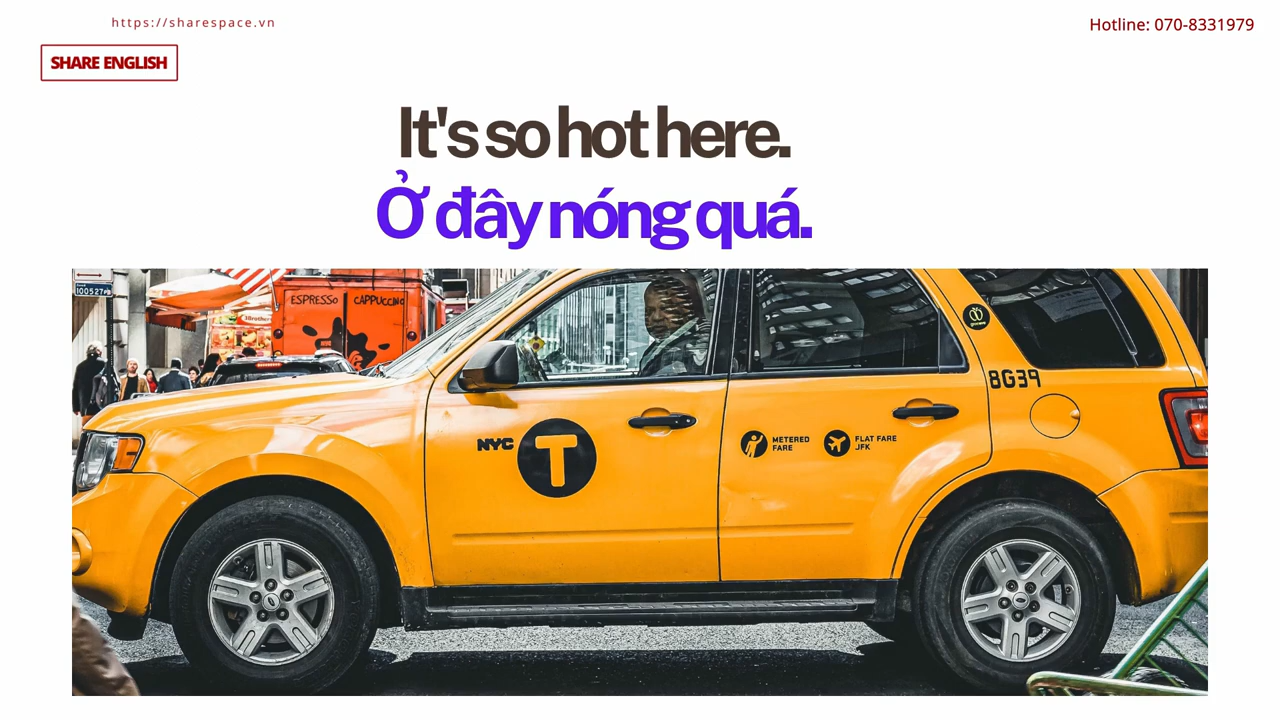 https://sharespace.vn
Hotline: 070-8331979
SHARE ENGLISH
It's so hot here.
Ở đây nóng quá.
ESPRESSO CAPPUCCINO
8G39
NYC T
METERED FARE
FLAT FARE JFK